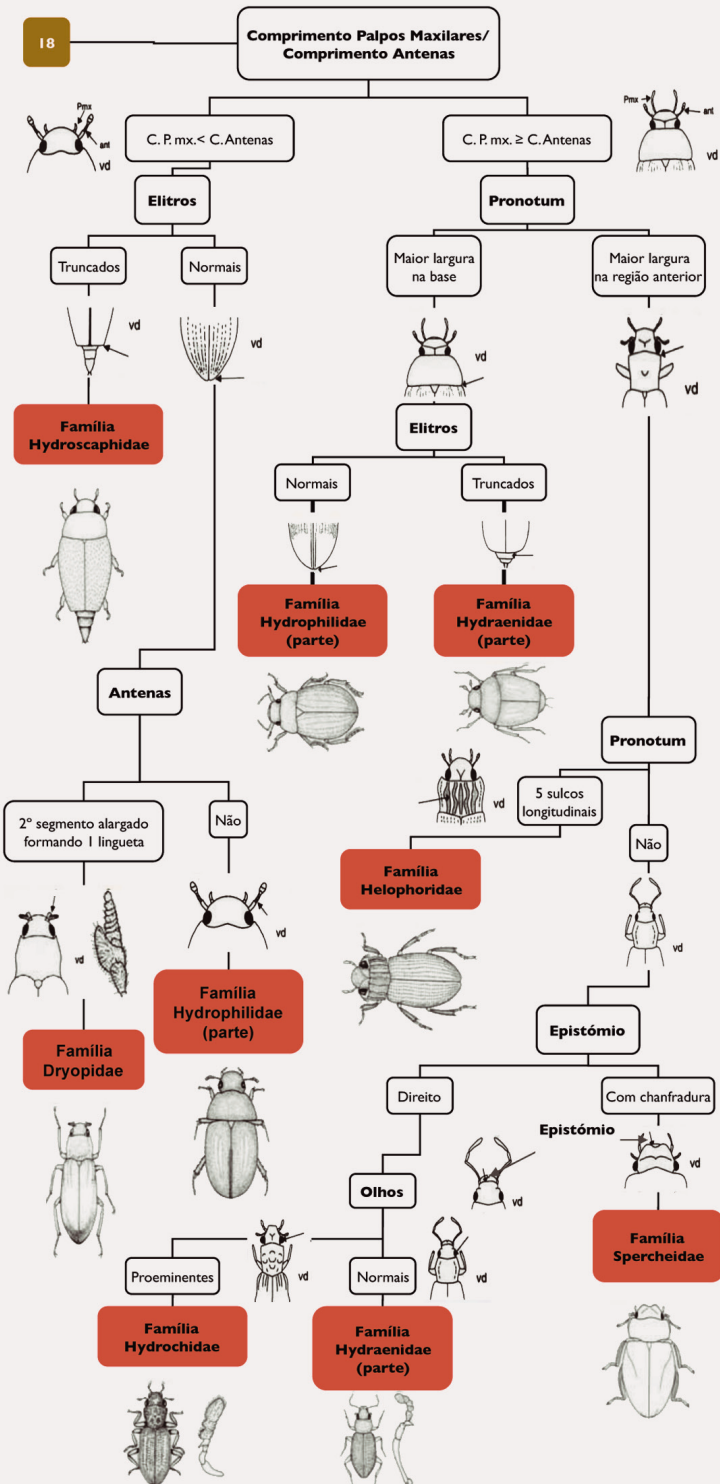 18
Comprimento Palpos Maxilares/
Comprimento Antenas
Pmx
ant
vd
C. P. mx.< C. Antenas
C. P. mx. ≥ C. Antenas
Pmx
ant
vd
Elitros
Pronotum
Truncados
Normais
Maior largura
na base
Maior largura
na região anterior
vd
vd
vd
vd
Família
Hydroscaphidae
Elitros
Normais
Truncados
Família
Hydrophilidae
(parte)
Família
Hydraenidae
(parte)
Antenas
Pronotum
vd
5 sulcos
longitudinais
2º segmento alargado
formando 1 lingueta
Não
Não
Família
Helophoridae
vd
vd
vd
Família
Hydrophilidae
(parte)
Família
Dryopidae
Epistómio
Direito
Com chanfradura
Epistómio
vd
vd
Olhos
Família
Spercheidae
Proeminentes
vd
Normais
vd
Família
Hydrochidae
Família
Hydraenidae
(parte)